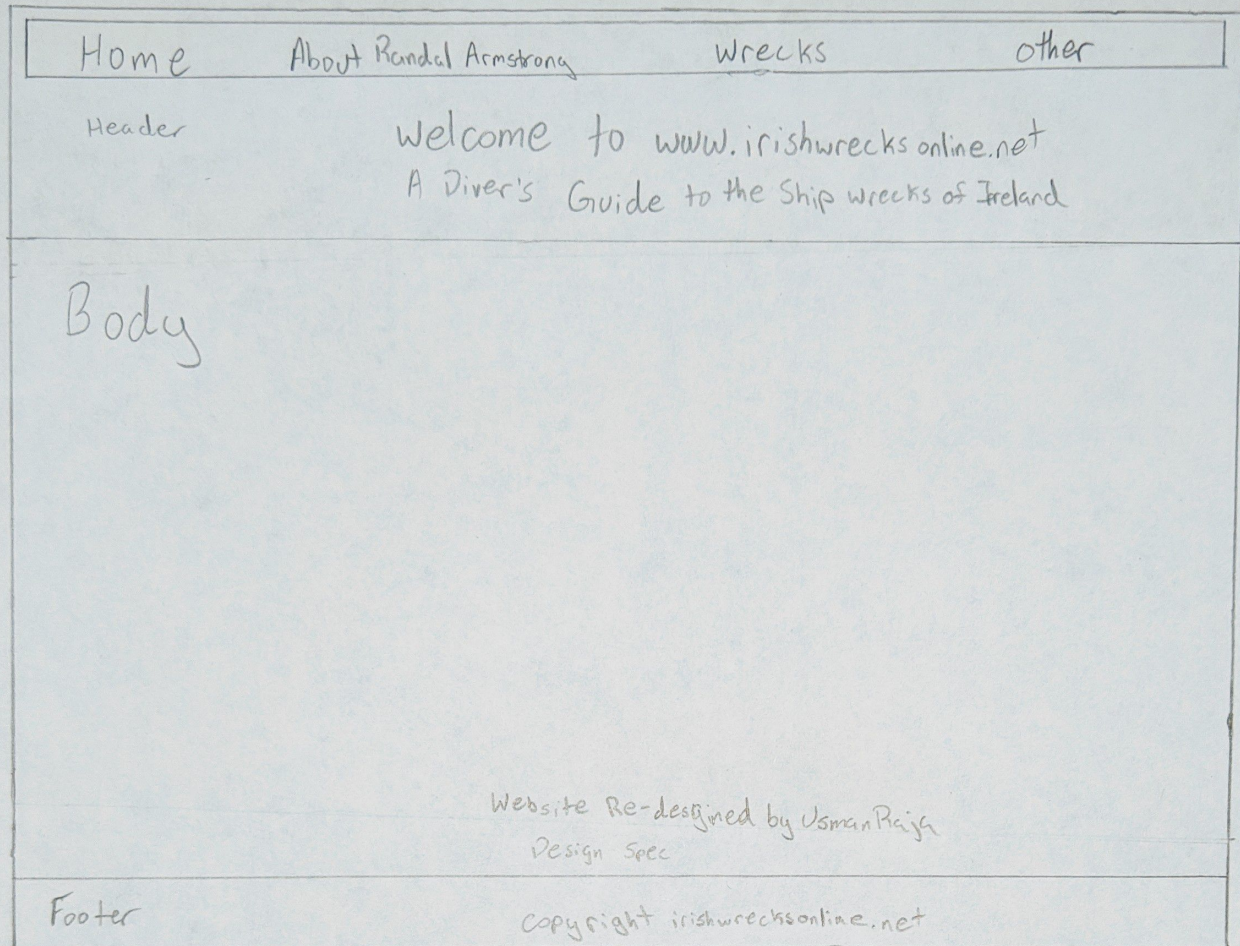 Home About Randal Armstrong Wrecks other
Header
Welcome to www.irishwrecksonline.net
A Diver's Guide to the Ship wrecks of Ireland
Body
Website Re-desgined by Usman Raja
Design Spec
Footer
Copyright irishwrecksonline.net